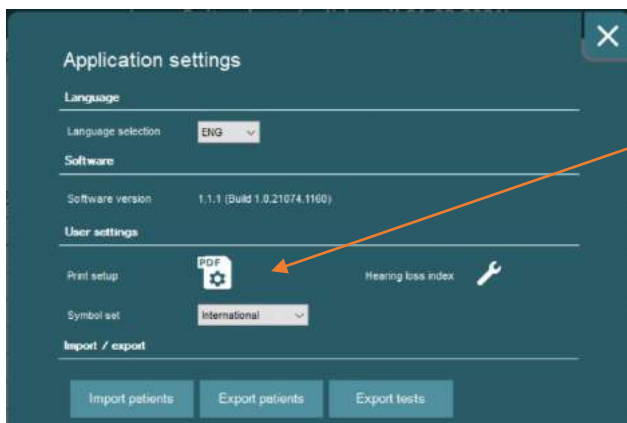 Application settings
Language
Language selection ENG
Software
Software version 1.1.1 (Build 1.0.21074.1160)
User settings
PDF
Print setup Hearing loss index
Symbol set International
Import / export
Import patients Export patients Export tests